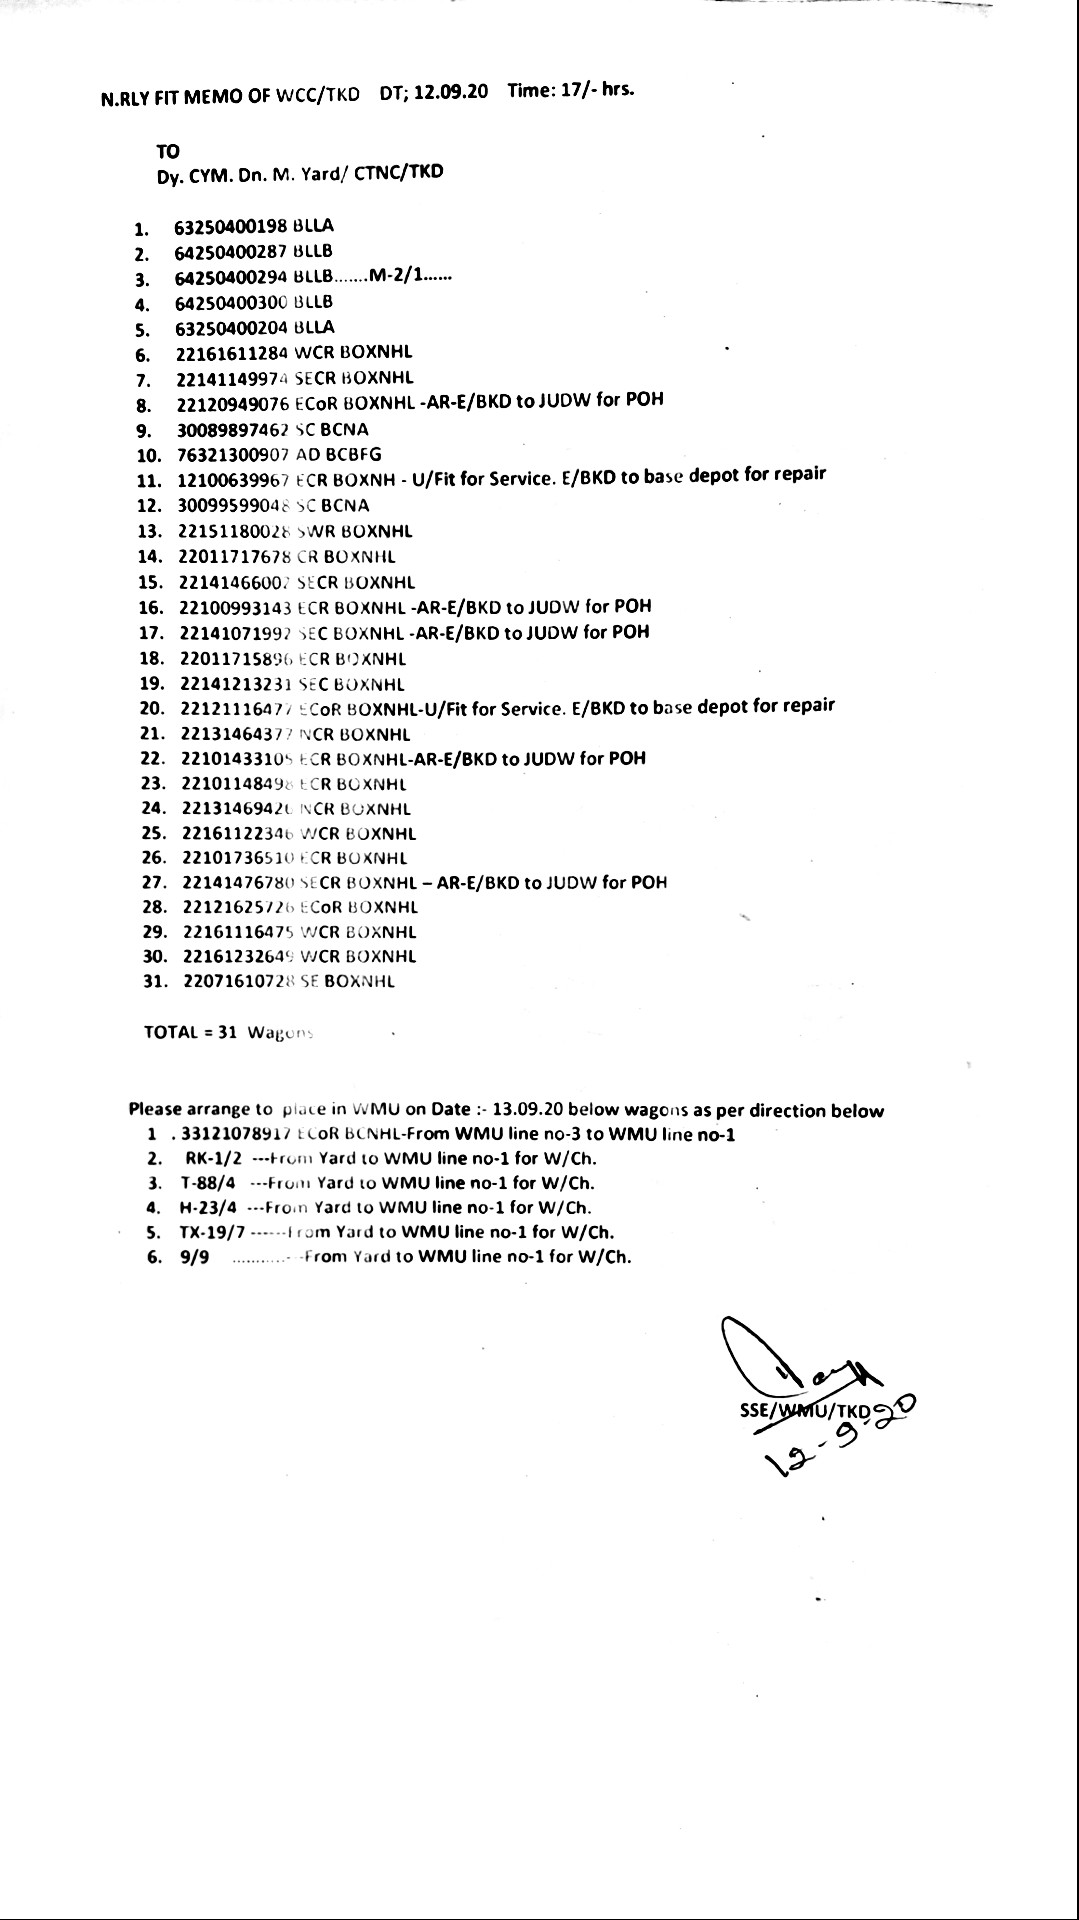 N.RLY FIT MEMO OF WCC/TKD DT; 12.09.20 Time: 17/- hrs.
TO
Dy. CYM. Dn. M. Yard/ CTNC/TKD
1. 63250400198 BLLA
2. 64250400287 BLLB
3. 64250400294 BLLB.......M-2/1......
4. 64250400300 BLLB
5. 63250400204 BLLA
6. 22161611284 WCR BOXNHL
7. 22141149974 SECR BOXNHL
8. 22120949076 ECoR BOXNHL -AR-E/BKD to JUDW for POH
9. 30089897462 SC BCNA
10. 76321300907 AD BCBFG
11. 12100639967 ECR BOXNH - U/Fit for Service. E/BKD to base depot for repair
12. 30099599048 SC BCNA
13. 22151180028 SWR BOXNHL
14. 22011717678 CR BOXNHL
15. 22141466002 SECR BOXNHL
16. 22100993143 ECR BOXNHL -AR-E/BKD to JUDW for POH
17. 22141071992 SEC BOXNHL -AR-E/BKD to JUDW for POH
18. 22011715896 ECR BOXNHL
19. 22141213231 SEC BOXNHL
20. 22121116477 ECoR BOXNHL-U/Fit for Service. E/BKD to base depot for repair
21. 22131464377 NCR BOXNHL
22. 22101433105 ECR BOXNHL-AR-E/BKD to JUDW for POH
23. 22101148498 ECR BOXNHL
24. NCR BOXNHL
25. 22161122346 WCR BOXNHL
26. 22101736510 ECR BOXNHL
27. 22141476780 SECR BOXNHL – AR-E/BKD to JUDW for POH
28. 22121625726 ECoR BOXNHL
29. 22161116475 WCR BOXNHL
30. 22161232649 WCR BOXNHL
31. 22071610728 SE BOXNHL
TOTAL = 31 Wagons
Please arrange to place in WMU on Date :- 13.09.20 below wagons as per direction below
1 . 33121078917 ECoR BCNHL-From WMU line no-3 to WMU line no-1
2. RK-1/2 ---From Yard to WMU line no-1 for W/Ch.
3. T-88/4 ---From Yard to WMU line no-1 for W/Ch.
4. H-23/4 ---From Yard to WMU line no-1 for W/Ch.
5. TX-19/7 ------From Yard to WMU line no-1 for W/Ch.
6. 9/9 ...........---From Yard to WMU line no-1 for W/Ch.
SSE/WMU/TKD
12-9-20